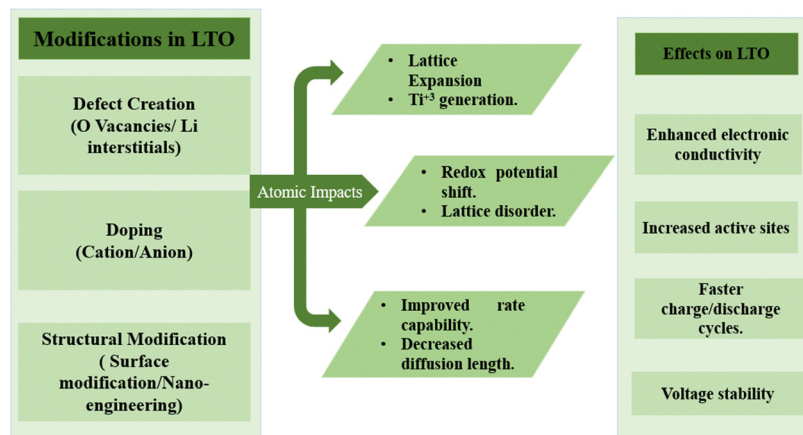 Modifications in LTO
Defect Creation
(O Vacancies/ Li
interstitials)
Doping
(Cation/Anion)
Structural Modification
( Surface
modification/Nano-
engineering)
Atomic Impacts
• Lattice
Expansion
• Ti⁺³ generation.
• Redox potential
shift.
• Lattice disorder.
• Improved rate
capability.
• Decreased
diffusion length.
Effects on LTO
Enhanced electronic
conductivity
Increased active sites
Faster
charge/discharge
cycles.
Voltage stability